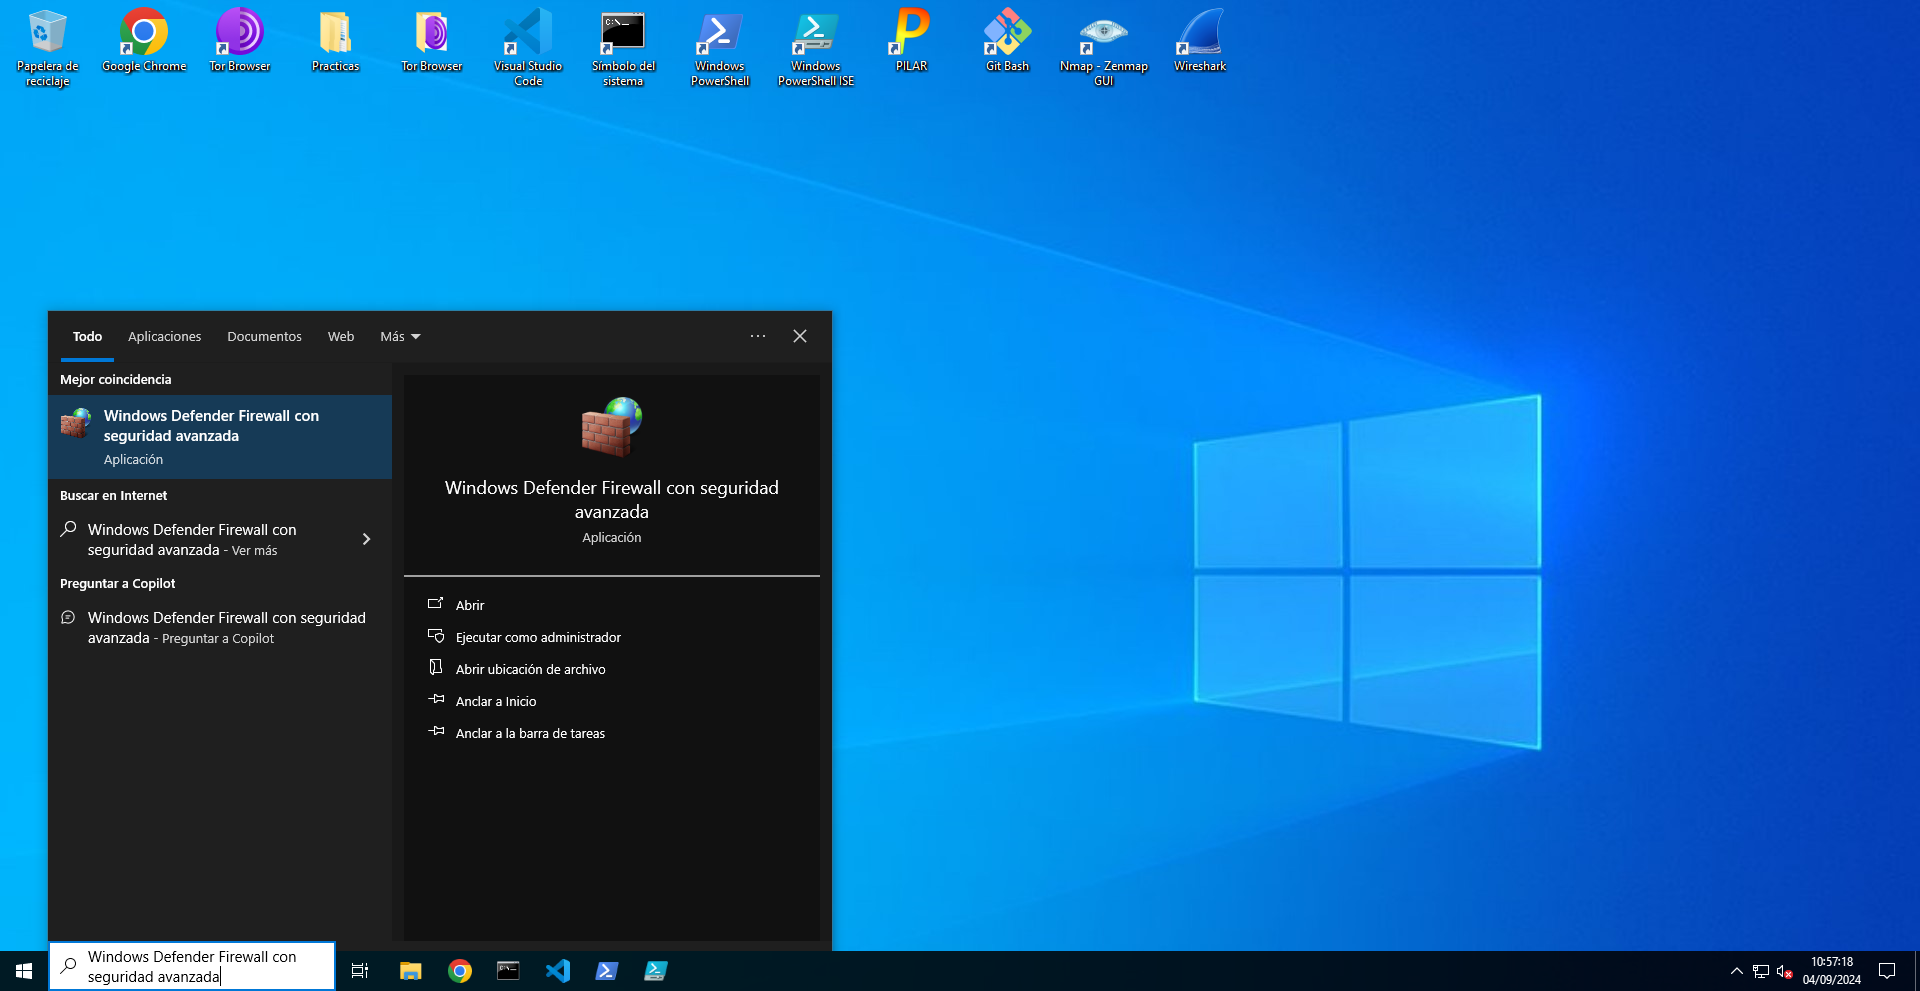 Papelera de
reciclaje
Google Chrome
Tor Browser
Practicas
Tor Browser
Visual Studio
Code
Símbolo del
sistema
Windows
PowerShell
Windows
PowerShell ISE
PILAR
Git Bash
Nmap - Zenmap
GUI
Wireshark
Todo
Aplicaciones
Documentos
Web
Más
Mejor coincidencia
Windows Defender Firewall con
seguridad avanzada
Aplicación
Buscar en Internet
Windows Defender Firewall con
seguridad avanzada - Ver más
Preguntar a Copilot
Windows Defender Firewall con seguridad
avanzada - Preguntar a Copilot
Windows Defender Firewall con seguridad
avanzada
Aplicación
Abrir
Ejecutar como administrador
Abrir ubicación de archivo
Anclar a Inicio
Anclar a la barra de tareas
Windows Defender Firewall con
seguridad avanzada
10:57:18
04/09/2024